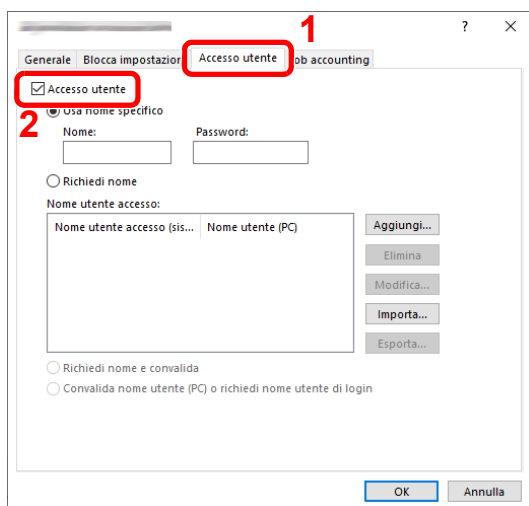 1
? X
Generale Blocca impostazion Accesso utente ob accounting
Accesso utente
2
Usa nome specifico
Nome: Password:
Richiedi nome
Nome utente accesso:
Nome utente accesso (sis... Nome utente (PC)
Aggiungi...
Elimina
Modifica...
Importa...
Esporta...
Richiedi nome e convalida
Convalida nome utente (PC) o richiedi nome utente di login
OK Annulla